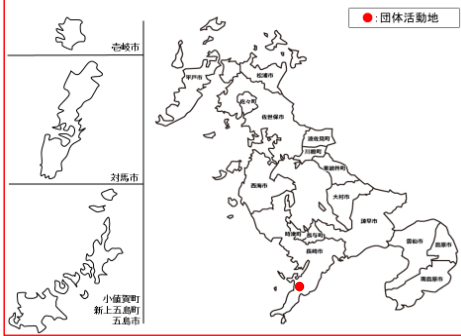 ●:団体活動地
壱岐市
対馬市
小値賀町
新上五島町
五島市
平戸市
松浦市
佐々町
佐世保市
波佐見町
川棚町
東彼杵町
西海市
大村市
諫早市
時津町
長与町
長崎市
雲仙市
島原市
南島原市